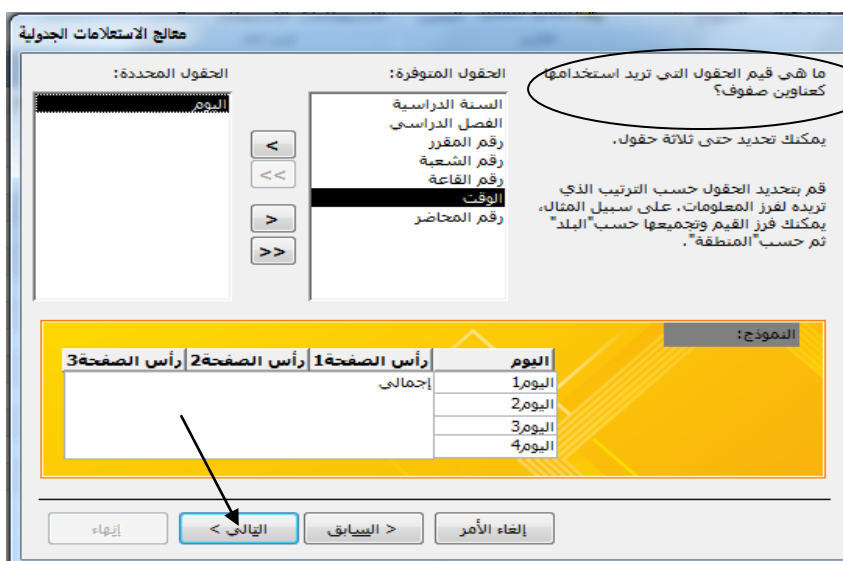 معالج الاستعلامات الجدولية
ما هي قيم الحقول التي تريد استخدامها
كعناوين صفوف؟
يمكنك تحديد حتى ثلاثة حقول.
قم بتحديد الحقول حسب الترتيب الذي
تريده لفرز المعلومات. على سبيل المثال،
يمكنك فرز القيم وتجميعها حسب"البلد"
ثم حسب"المنطقة".
الحقول المتوفرة:
السنة الدراسية
الفصل الدراسي
رقم المقرر
رقم الشعبة
رقم القاعة
الوقت
رقم المحاضر
>
>>
<
<<
الحقول المحددة:
اليوم
النموذج:
اليوم رأس الصفحة1 رأس الصفحة2 رأس الصفحة3
اليوم1 إجمالي
اليوم2
اليوم3
اليوم4
إلغاء الأمر
< السابق
التالي >
إنهاء